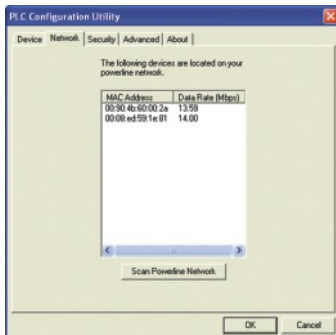 PLC Configuration Utility
Device Network Security Advanced About
The following devices are located on your
powerline network.
MAC Address Data Rate (Mbps)
00:90:4b:60:00:2a 13.59
00:08:ed:59:1e:81 14.00
Scan Powerline Network
OK Cancel